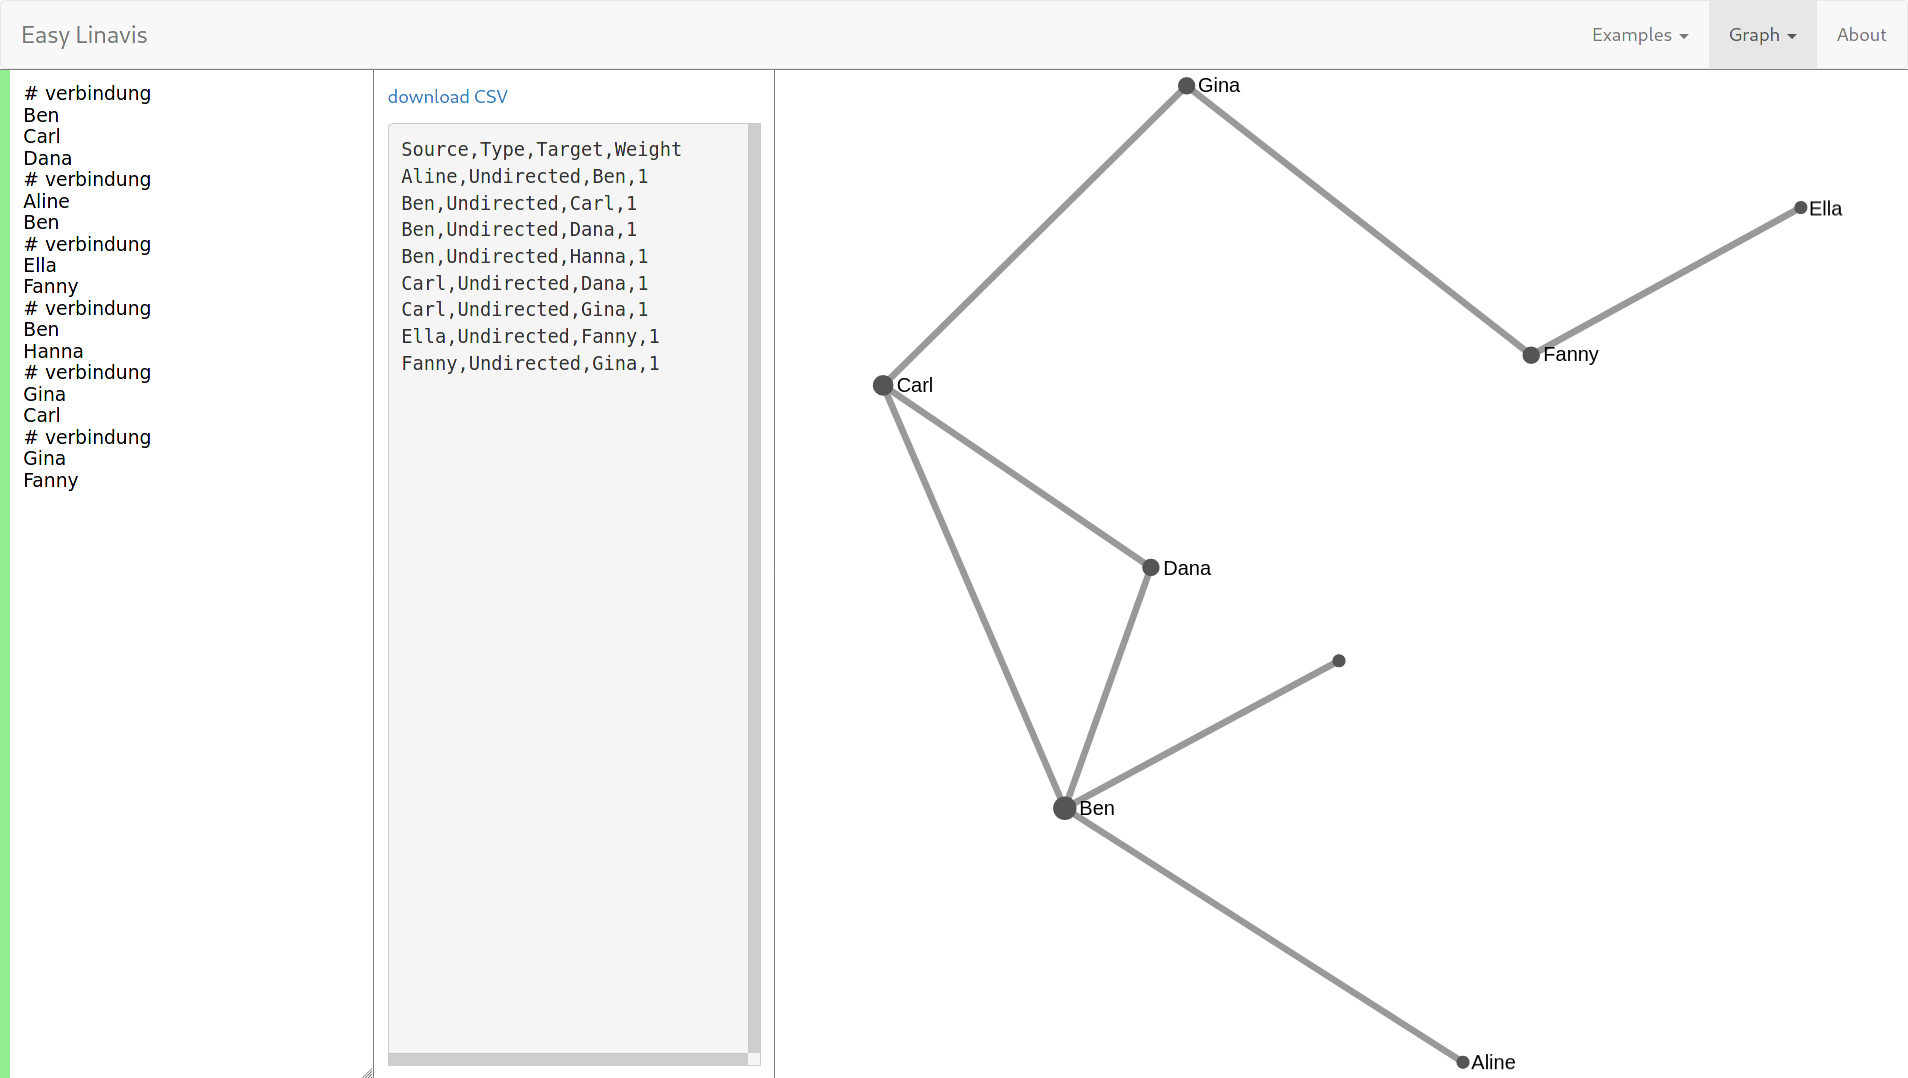 Easy Linavis
Examples
Graph
About
# verbindung
Ben
Carl
Dana
# verbindung
Aline
Ben
# verbindung
Ella
Fanny
# verbindung
Ben
Hanna
# verbindung
Gina
Carl
# verbindung
Gina
Fanny
download CSV
Source,Type,Target,Weight
Aline,Undirected,Ben,1
Ben,Undirected,Carl,1
Ben,Undirected,Dana,1
Ben,Undirected,Hanna,1
Carl,Undirected,Dana,1
Carl,Undirected,Gina,1
Ella,Undirected,Fanny,1
Fanny,Undirected,Gina,1
Gina
Ella
Fanny
Carl
Dana
Ben
Aline